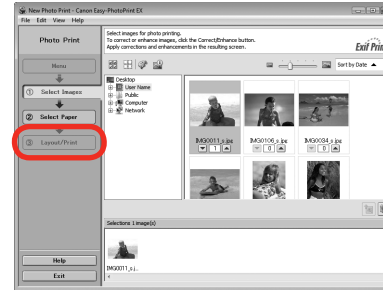 New Photo Print - Canon Easy-PhotoPrint EX
File Edit View Help
Photo Print
Select images for photo printing.
To correct or enhance images, click the Correct/Enhance button.
Apply corrections and enhancements in the resulting screen.
Exif Prin
Menu
Sort by Date
1 Select Images
2 Select Paper
3 Layout/Print
Desktop
User Name
Public
Computer
Network
IMG0011_s.jpg
IMG0106_s.jpg
IMG0034_s.jpg
1
0
0
Selections 1 image(s)
IMG0011_s.j..
Help
Exit